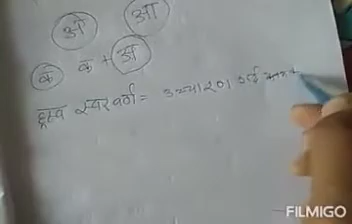 अ आ
क क + अ
ह्रस्व स्वर वर्ण = उच्चारण
FILMIGO